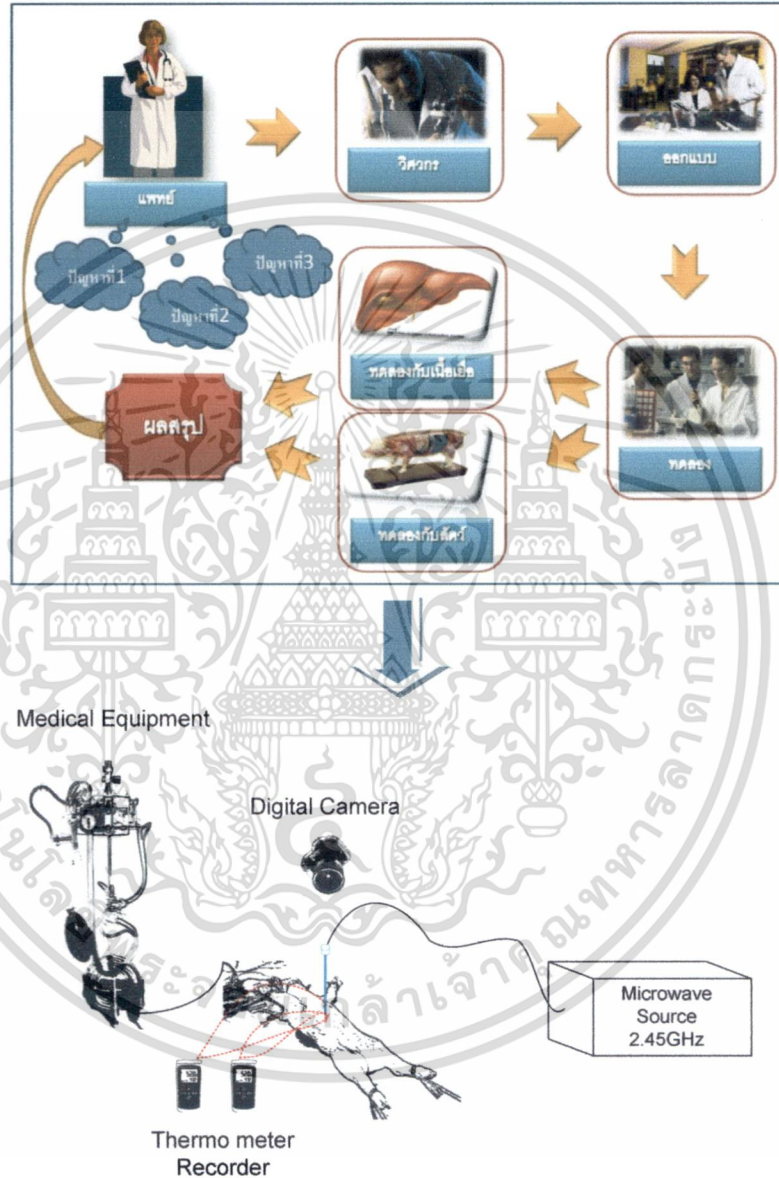 แพทย์
วิศวกร
ออกแบบ
ปัญหาที่1
ปัญหาที่2
ปัญหาที่3
ทดลองกับเนื้อเยื่อ
ผลสรุป
ทดลอง
ทดลองกับสัตว์
Medical Equipment
Digital Camera
Microwave
Source
2.45GHz
Thermo meter
Recorder